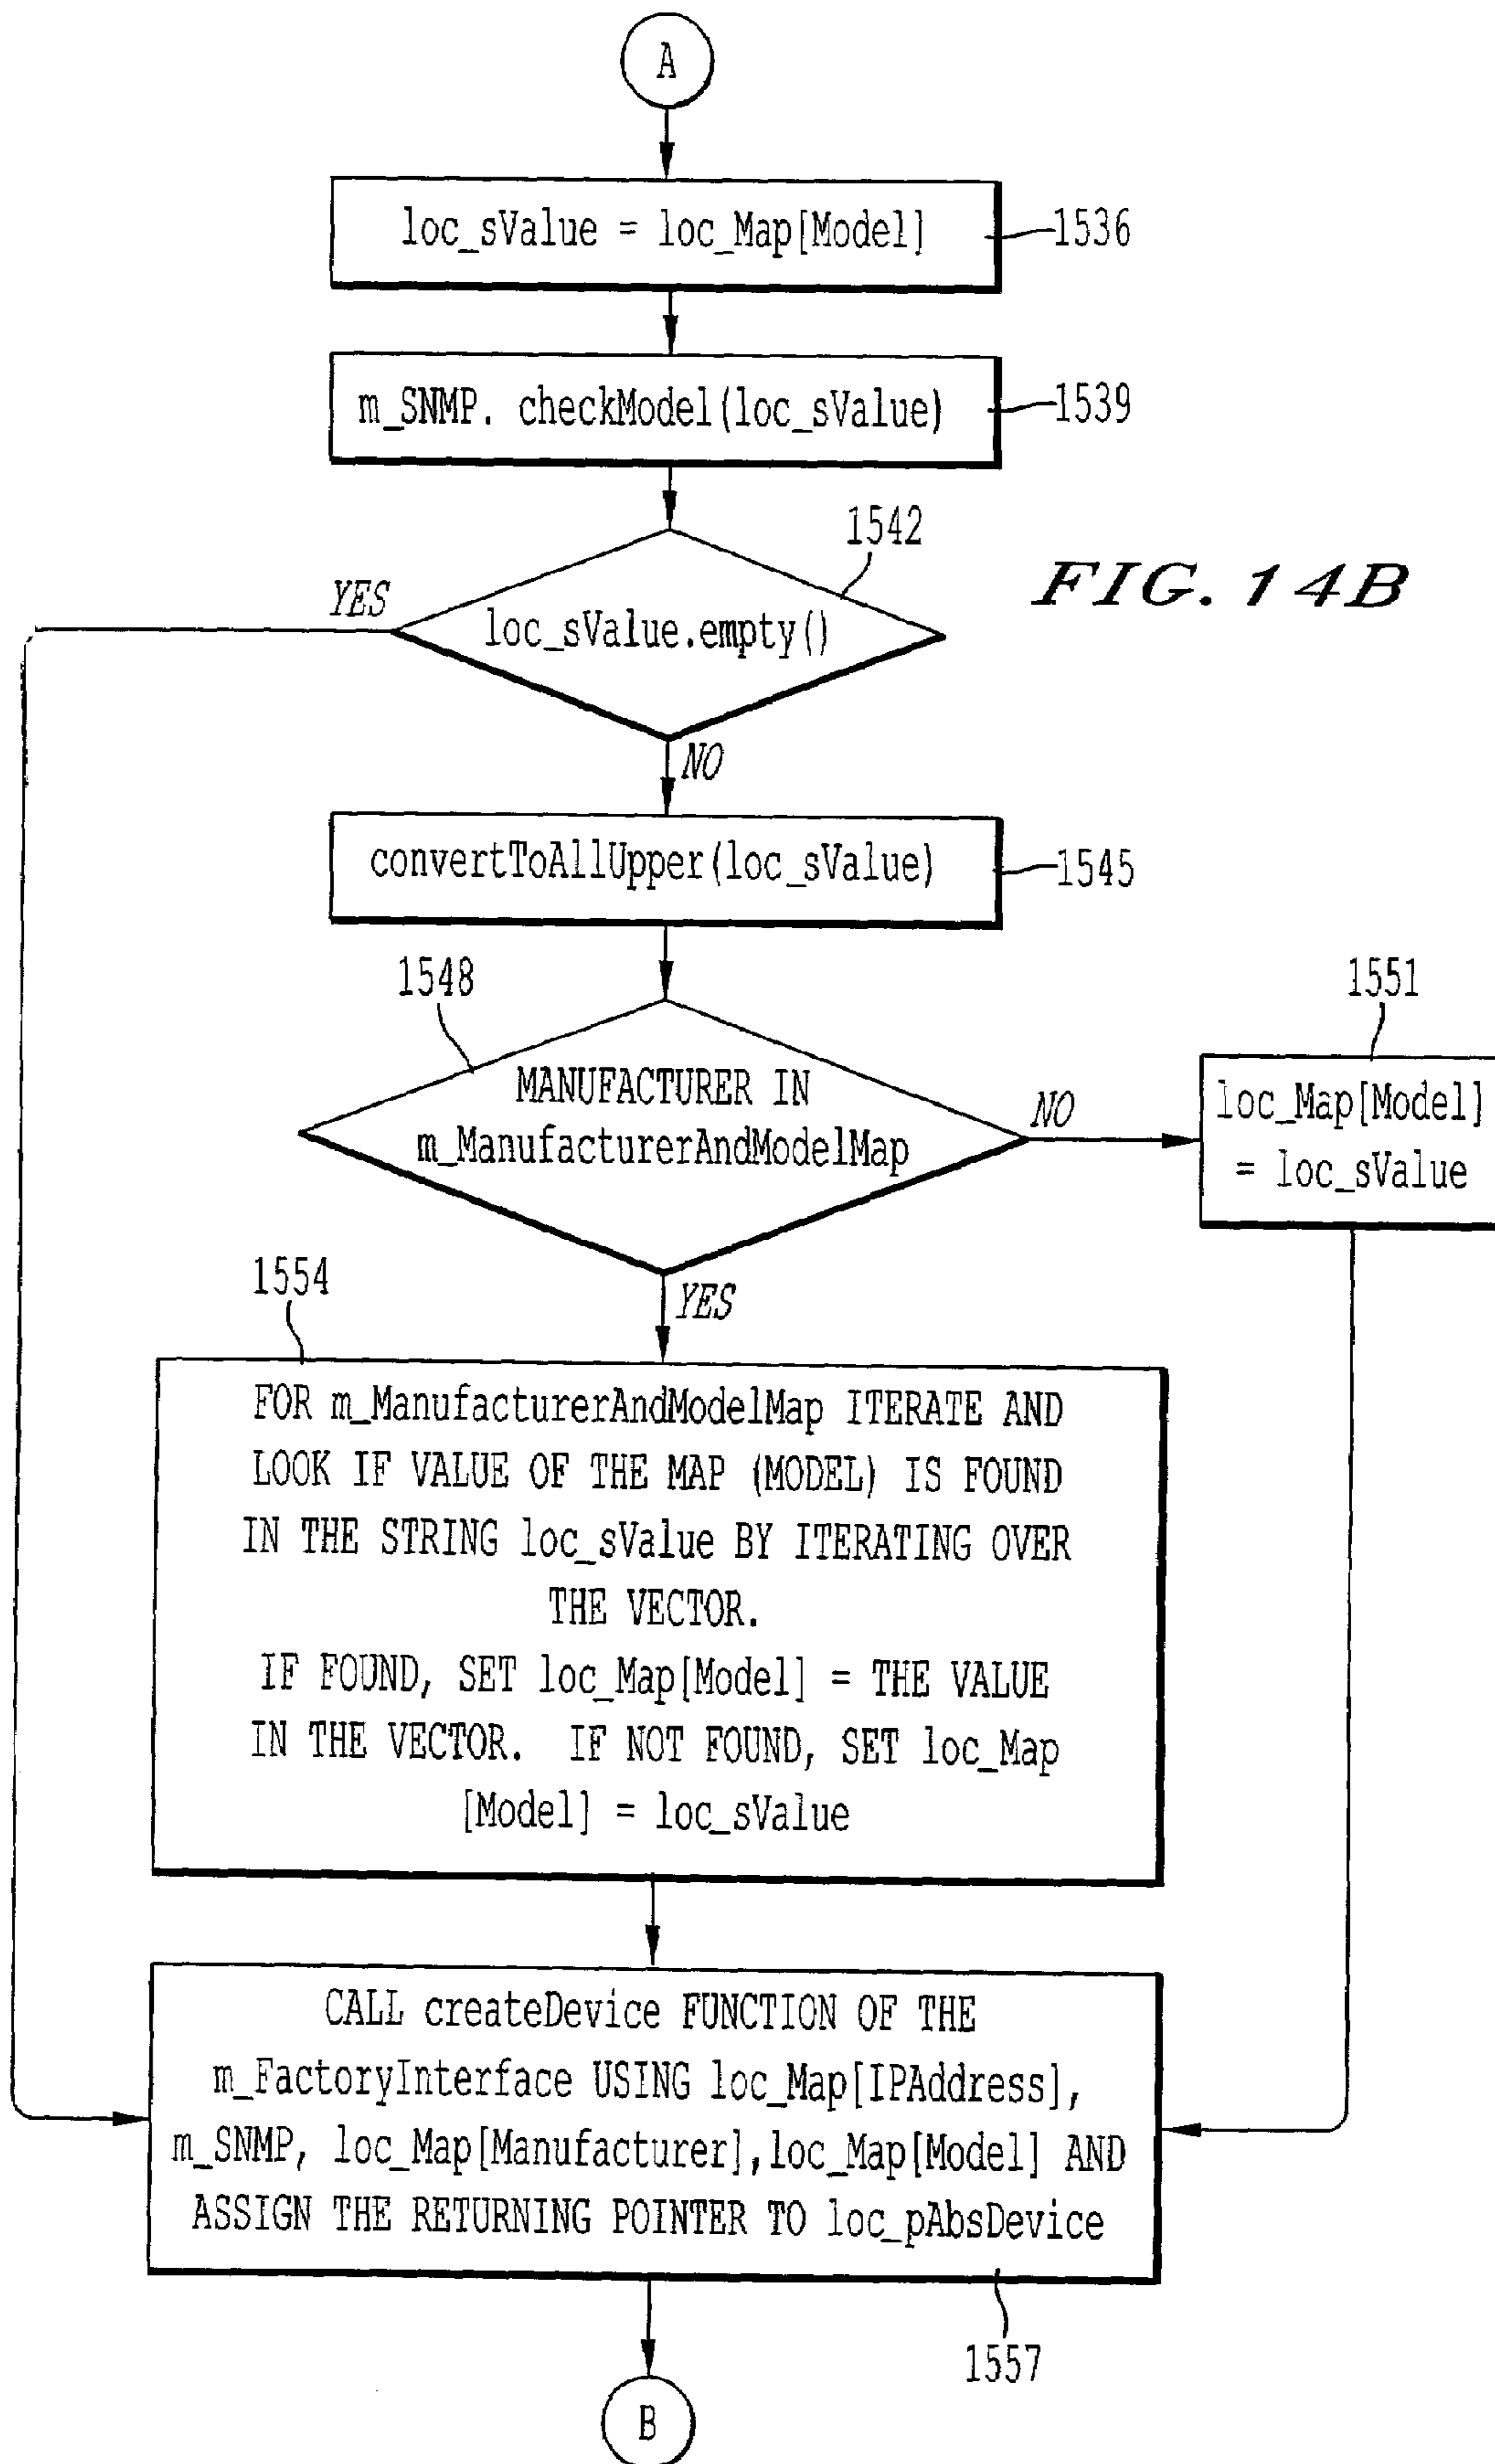 A
loc_sValue = loc_Map[Model]
1536
m_SNMP. checkModel(loc_sValue)
1539
1542
FIG. 14B
YES
loc_sValue.empty()
NO
convertToAllUpper(loc_sValue)
1545
1548
1551
MANUFACTURER IN
m_ManufacturerAndModelMap
NO
loc_Map[Model]
= loc_sValue
1554
YES
FOR m_ManufacturerAndModelMap ITERATE AND
LOOK IF VALUE OF THE MAP (MODEL) IS FOUND
IN THE STRING loc_sValue BY ITERATING OVER
THE VECTOR.
IF FOUND, SET loc_Map[Model] = THE VALUE
IN THE VECTOR. IF NOT FOUND, SET loc_Map
[Model] = loc_sValue
CALL createDevice FUNCTION OF THE
m_FactoryInterface USING loc_Map[IPAddress],
m_SNMP, loc_Map[Manufacturer],loc_Map[Model] AND
ASSIGN THE RETURNING POINTER TO loc_pAbsDevice
1557
B